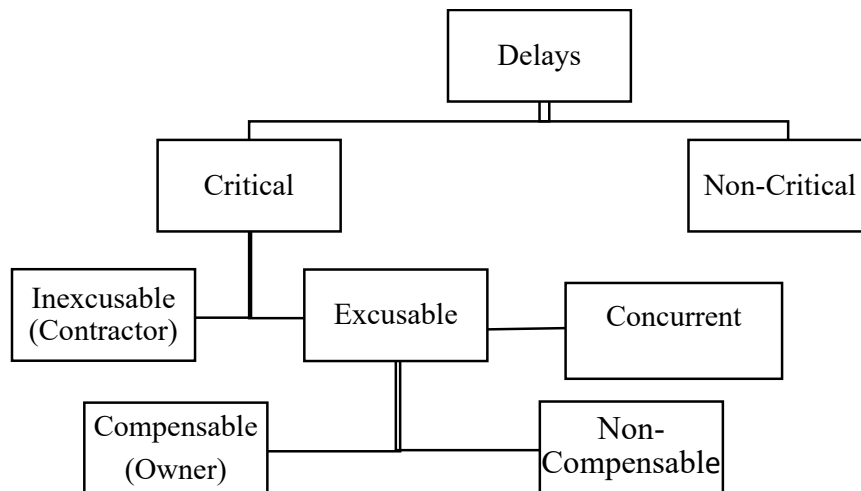 Delays
Critical
Non-Critical
Inexcusable
(Contractor)
Excusable
Concurrent
Compensable
(Owner)
Non-
Compensable